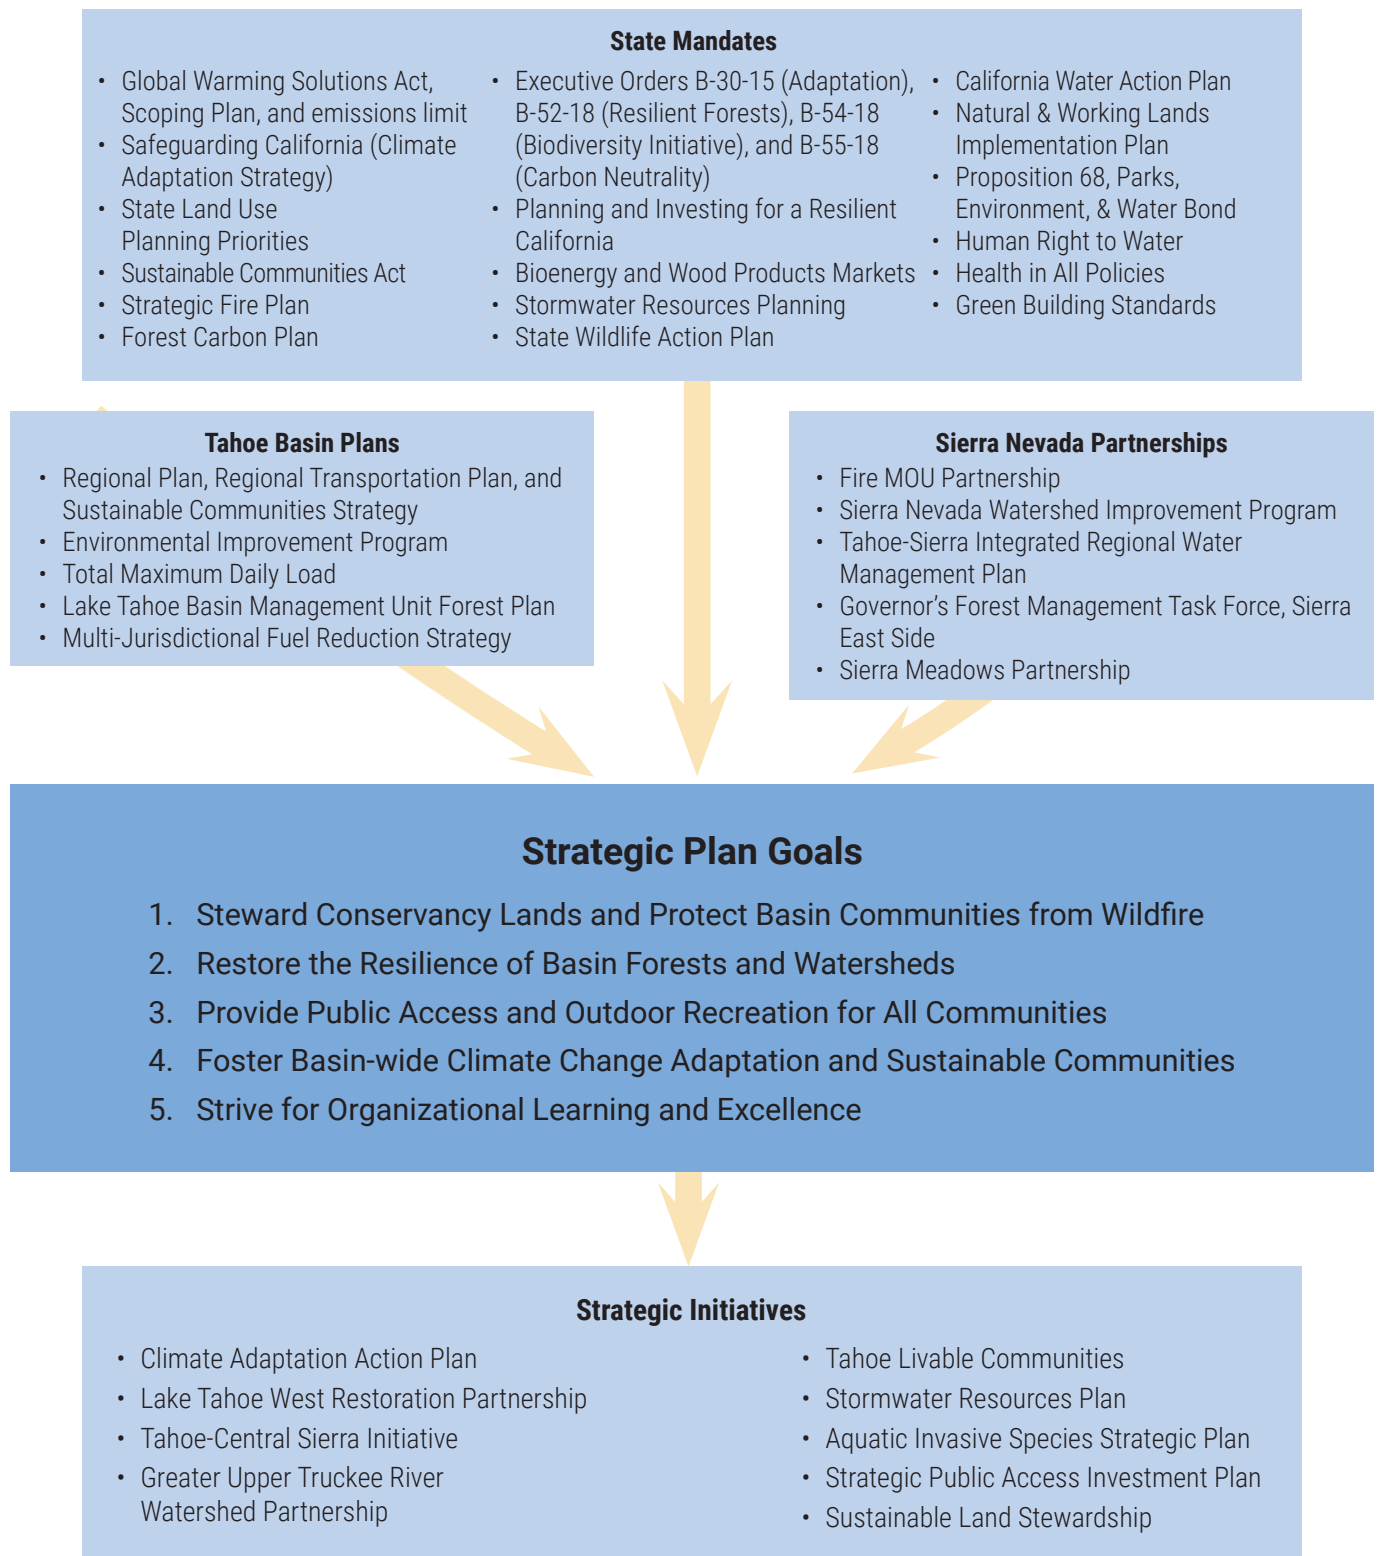 State Mandates
• Global Warming Solutions Act,
Scoping Plan, and emissions limit
• Safeguarding California (Climate
Adaptation Strategy)
• State Land Use
Planning Priorities
• Sustainable Communities Act
• Strategic Fire Plan
• Forest Carbon Plan
• Executive Orders B-30-15 (Adaptation),
B-52-18 (Resilient Forests), B-54-18
(Biodiversity Initiative), and B-55-18
(Carbon Neutrality)
• Planning and Investing for a Resilient
California
• Bioenergy and Wood Products Markets
• Stormwater Resources Planning
• State Wildlife Action Plan
• California Water Action Plan
• Natural & Working Lands
Implementation Plan
• Proposition 68, Parks,
Environment, & Water Bond
• Human Right to Water
• Health in All Policies
• Green Building Standards
Tahoe Basin Plans
• Regional Plan, Regional Transportation Plan, and
Sustainable Communities Strategy
• Environmental Improvement Program
• Total Maximum Daily Load
• Lake Tahoe Basin Management Unit Forest Plan
• Multi-Jurisdictional Fuel Reduction Strategy
Sierra Nevada Partnerships
• Fire MOU Partnership
• Sierra Nevada Watershed Improvement Program
• Tahoe-Sierra Integrated Regional Water
Management Plan
• Governor’s Forest Management Task Force, Sierra
East Side
• Sierra Meadows Partnership
Strategic Plan Goals
1. Steward Conservancy Lands and Protect Basin Communities from Wildfire
2. Restore the Resilience of Basin Forests and Watersheds
3. Provide Public Access and Outdoor Recreation for All Communities
4. Foster Basin-wide Climate Change Adaptation and Sustainable Communities
5. Strive for Organizational Learning and Excellence
Strategic Initiatives
• Climate Adaptation Action Plan
• Lake Tahoe West Restoration Partnership
• Tahoe-Central Sierra Initiative
• Greater Upper Truckee River
Watershed Partnership
• Tahoe Livable Communities
• Stormwater Resources Plan
• Aquatic Invasive Species Strategic Plan
• Strategic Public Access Investment Plan
• Sustainable Land Stewardship